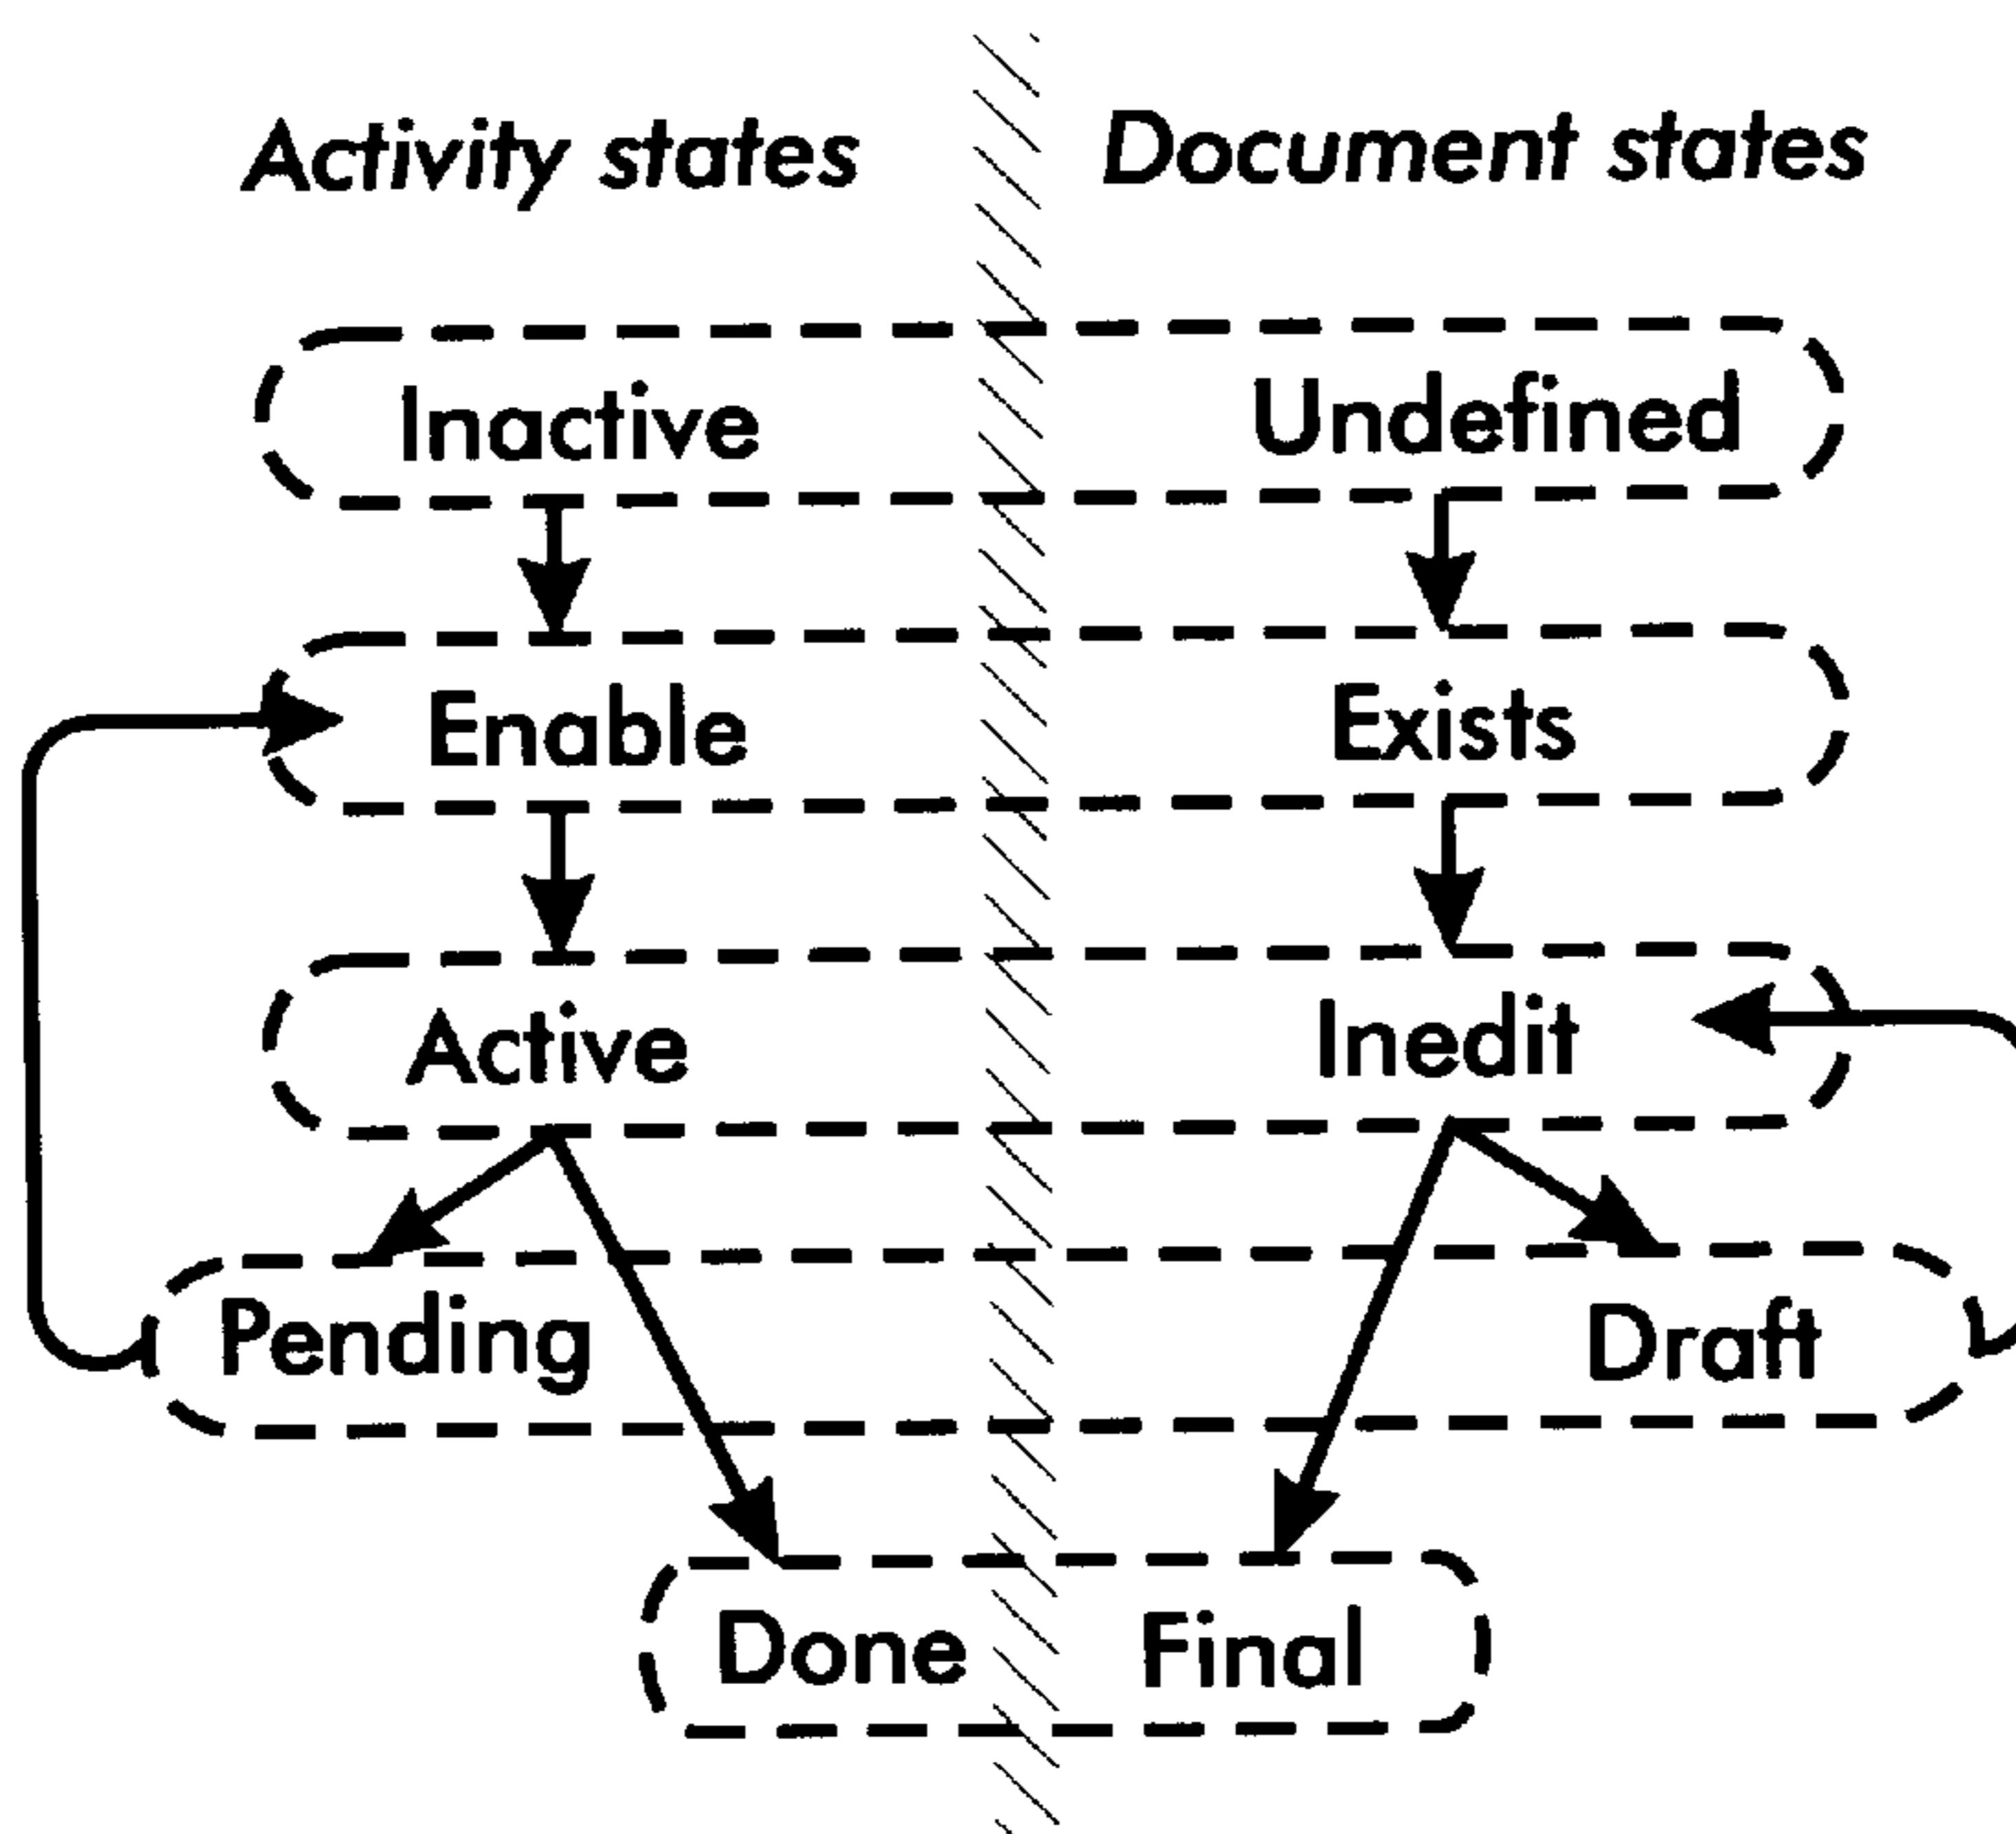 Activity states Document states
Inactive Undefined
Enable Exists
Active Inedit
Pending Draft
Done Final